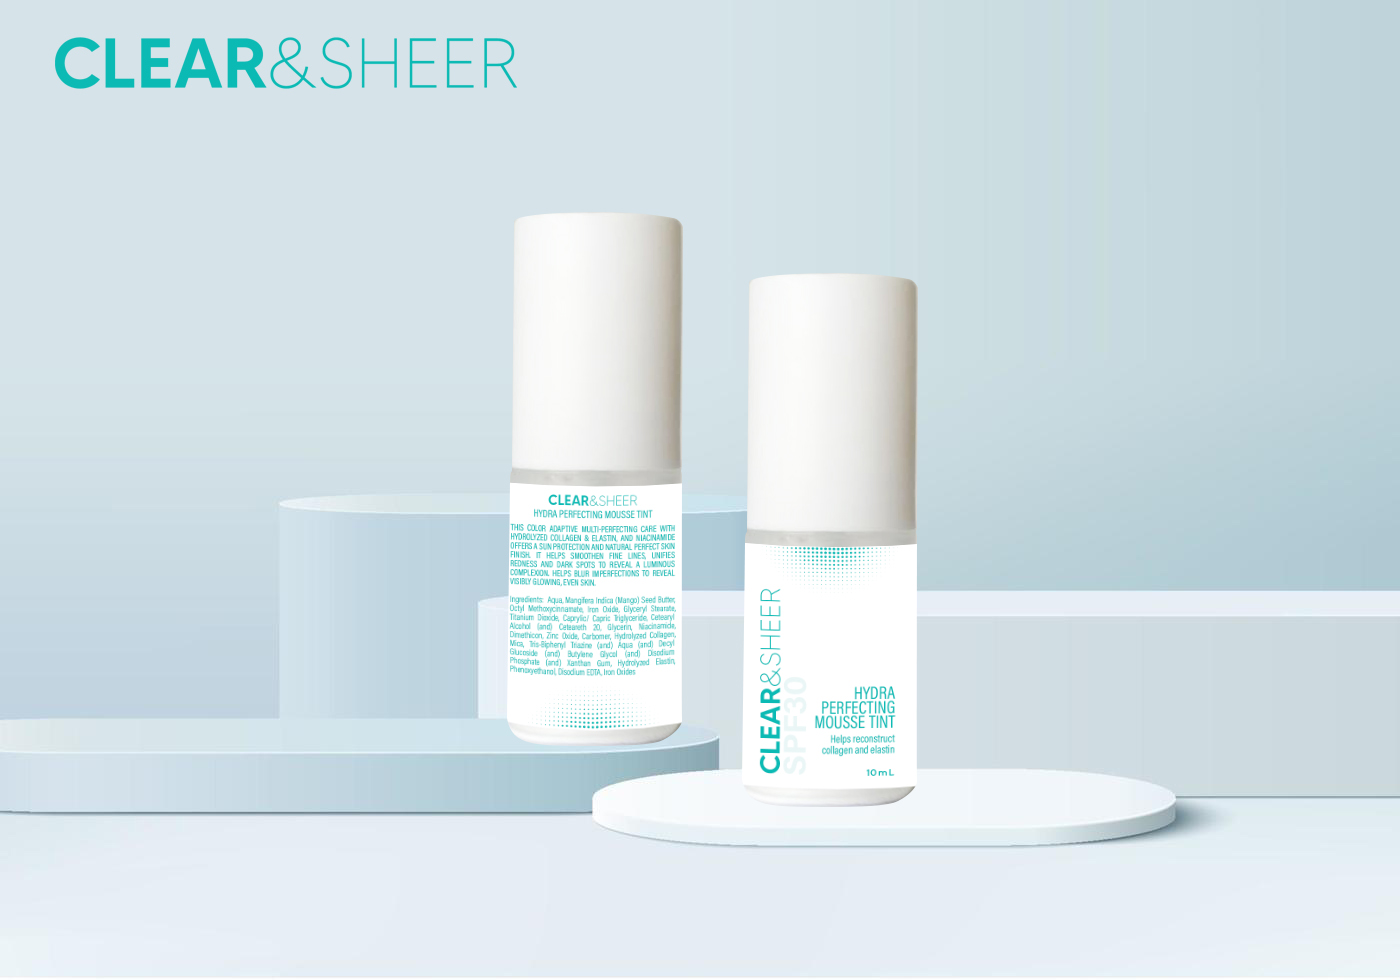 CLEAR&SHEER
CLEAR&SHEER
HYDRA PERFECTING MOUSSE TINT
THIS COLOR ADAPTIVE MULTI-PERFECTING CARE WITH
HYDROLYZED COLLAGEN & ELASTIN, AND NIACINAMIDE
OFFERS A SUN PROTECTION AND NATURAL PERFECT SKIN
FINISH. IT HELPS SMOOTHEN FINE LINES, UNIFIES
REDNESS AND DARK SPOTS TO REVEAL A LUMINOUS
COMPLEXION. HELPS BLUR IMPERFECTIONS TO REVEAL
VISIBLY GLOWING, EVEN SKIN.
Ingredients: Aqua, Mangifera Indica (Mango) Seed Butter,
Octyl Methoxycinnamate, Iron Oxide, Glyceryl Stearate,
Titanium Dioxide, Caprylic/ Capric Triglyceride, Cetearyl
Alcohol (and) Ceteareth 20, Glycerin, Niacinamide,
Dimethicon, Zinc Oxide, Carbomer, Hydrolyzed Collagen,
Mica, Tris-Biphenyl Triazine (and) Aqua (and) Decyl
Glucoside (and) Butylene Glycol (and) Disodium
Phosphate (and) Xanthan Gum, Hydrolyzed Elastin,
Phenoxyethanol, Disodium EDTA, Iron Oxides
CLEAR&SHEER
SPF30
HYDRA
PERFECTING
MOUSSE TINT
Helps reconstruct
collagen and elastin
10mL